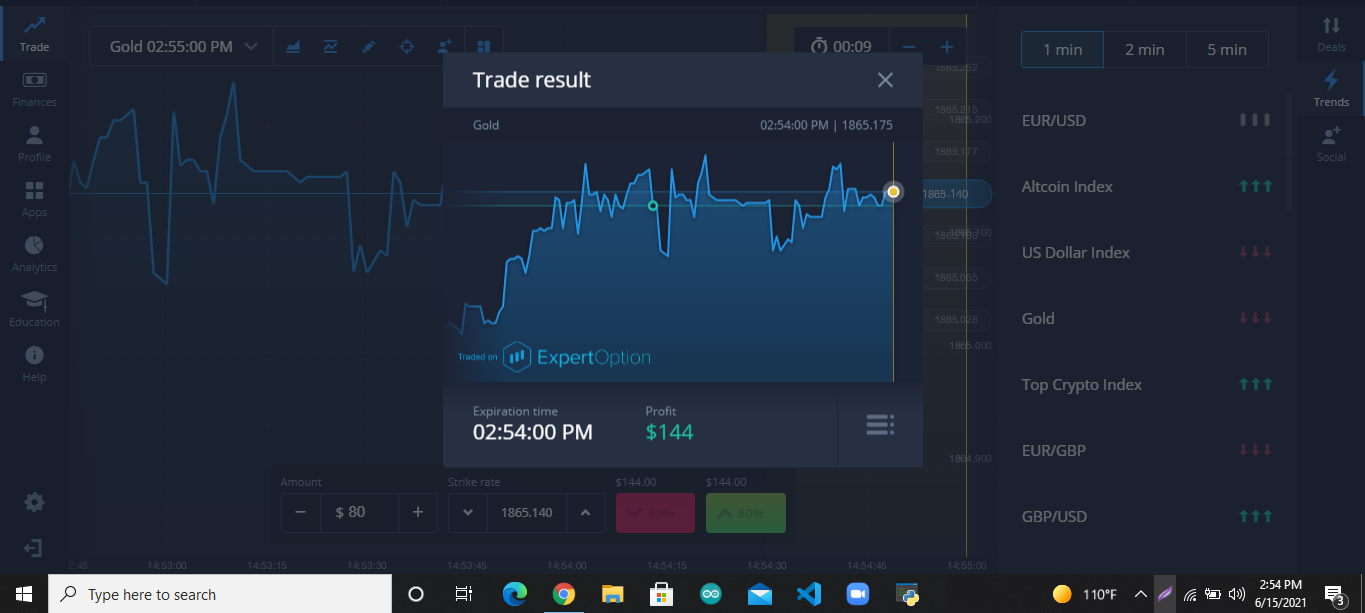 Trade
Finances
Profile
Apps
Analytics
Education
Help
Gold 02:55:00 PM
00:09
Trade result
Gold
02:54:00 PM | 1865.175
Traded on
ExpertOption
Expiration time
02:54:00 PM
Profit
$144
1865.252
1865.215
1865.200
1865.177
1865.140
1865.100
1865.065
1865.028
1865.000
1864.900
Amount
$ 80
Strike rate
1865.140
$144.00
80%
$144.00
80%
2:45
14:53:00
14:53:15
14:53:30
14:53:45
14:54:00
14:54:15
14:54:30
14:54:45
14:55:00
1 min
2 min
5 min
EUR/USD
Altcoin Index
US Dollar Index
Gold
Top Crypto Index
EUR/GBP
GBP/USD
Deals
Trends
Social
Type here to search
110°F
2:54 PM
6/15/2021
3